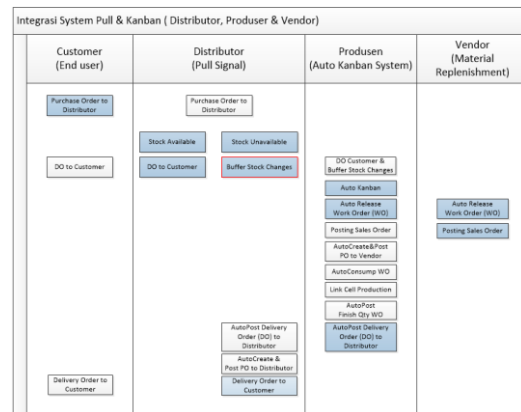 Integrasi System Pull & Kanban ( Distributor, Produser & Vendor)
Customer
(End user)
Distributor
(Pull Signal)
Produsen
(Auto Kanban System)
Vendor
(Material
Replenishment)
Purchase Order to
Distributor
Purchase Order to
Distributor
Stock Available
Stock Unavailable
DO to Customer
DO to Customer
Buffer Stock Changes
DO Customer &
Buffer Stock Changes
Auto Kanban
Auto Release
Work Order (WO)
Auto Release
Work Order (WO)
Posting Sales Order
Posting Sales Order
AutoCreate&Post
PO to Vendor
AutoConsump WO
Link Cell Production
AutoPost
Finish Qty WO
AutoPost Delivery
Order (DO) to
Distributor
AutoPost Delivery
Order (DO) to
Distributor
AutoCreate &
Post PO to Distributor
Delivery Order to
Customer
Delivery Order to
Customer